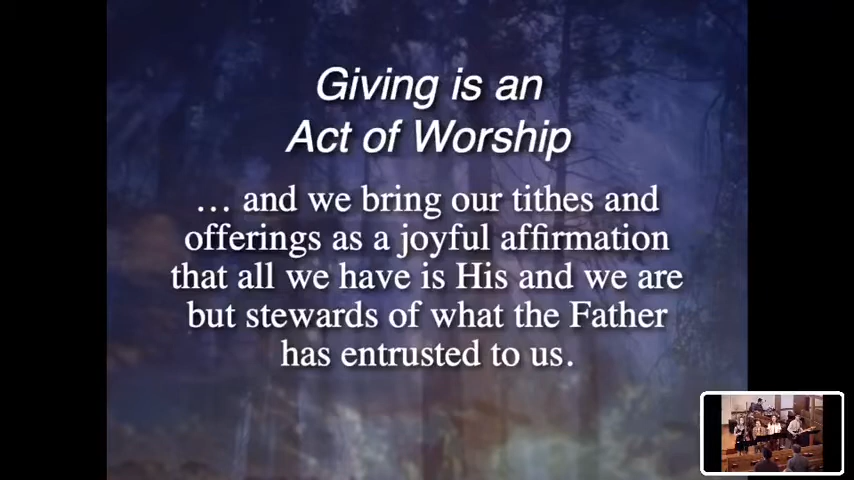 Giving is an
Act of Worship
… and we bring our tithes and
offerings as a joyful affirmation
that all we have is His and we are
but stewards of what the Father
has entrusted to us.